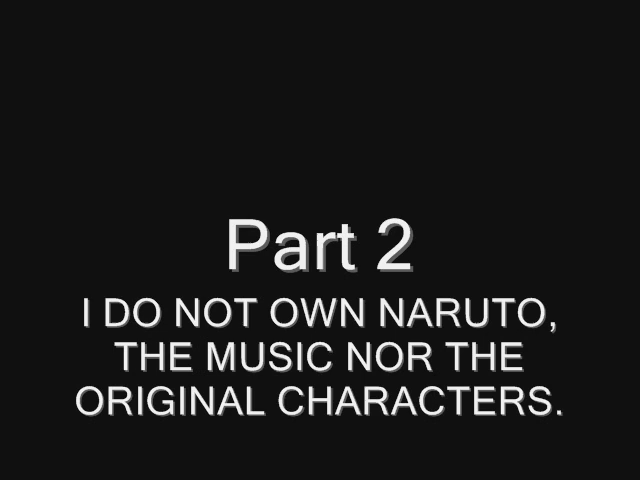 Part 2
I DO NOT OWN NARUTO,
THE MUSIC NOR THE
ORIGINAL CHARACTERS.